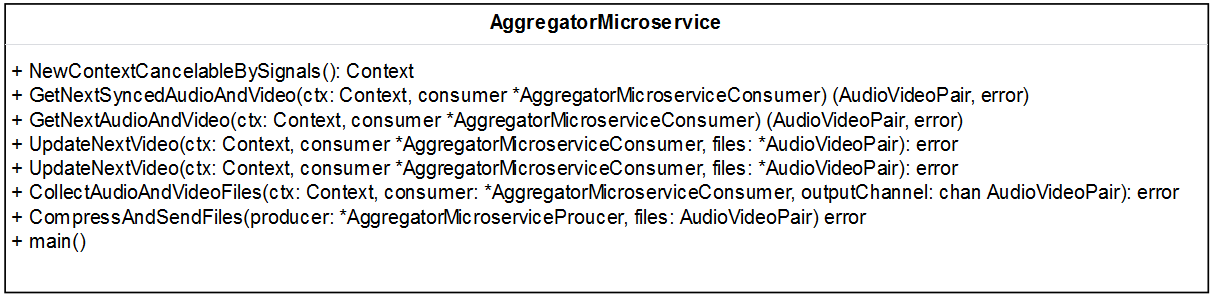 AggregatorMicroservice
+ NewContextCancelableBySignals(): Context
+ GetNextSyncedAudioAndVideo(ctx: Context, consumer *AggregatorMicroserviceConsumer) (AudioVideoPair, error)
+ GetNextAudioAndVideo(ctx: Context, consumer *AggregatorMicroserviceConsumer) (AudioVideoPair, error)
+ UpdateNextVideo(ctx: Context, consumer *AggregatorMicroserviceConsumer, files: *AudioVideoPair): error
+ UpdateNextVideo(ctx: Context, consumer *AggregatorMicroserviceConsumer, files: *AudioVideoPair): error
+ CollectAudioAndVideoFiles(ctx: Context, consumer: *AggregatorMicroserviceConsumer, outputChannel: chan AudioVideoPair): error
+ CompressAndSendFiles(producer: *AggregatorMicroserviceProucer, files: AudioVideoPair) error
+ main()